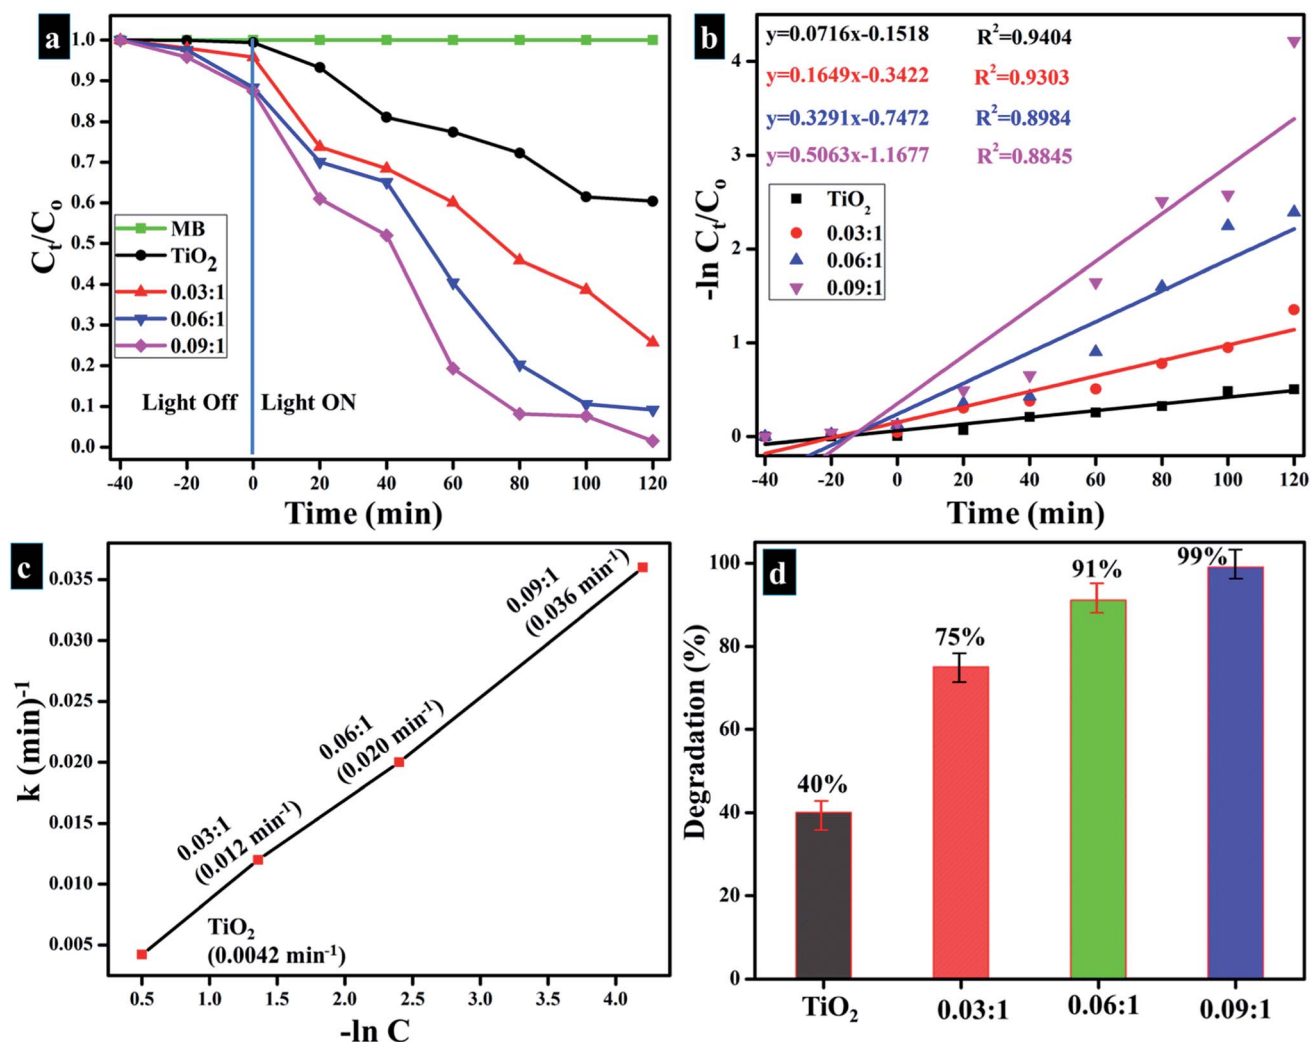 a
1.0
0.9
0.8
0.7
0.6
0.5
0.4
0.3
0.2
0.1
0.0
Ct/Co
MB
TiO2
0.03:1
0.06:1
0.09:1
Light Off
Light ON
-40 -20 0 20 40 60 80 100 120
Time (min)
b
y=0.0716x-0.1518 R²=0.9404
y=0.1649x-0.3422 R²=0.9303
y=0.3291x-0.7472 R²=0.8984
y=0.5063x-1.1677 R²=0.8845
4
3
2
1
0
-ln Ct/Co
TiO2
0.03:1
0.06:1
0.09:1
-40 -20 0 20 40 60 80 100 120
Time (min)
c
0.035
0.030
0.025
0.020
0.015
0.010
0.005
k (min)⁻¹
0.09:1
(0.036 min⁻¹)
0.06:1
(0.020 min⁻¹)
0.03:1
(0.012 min⁻¹)
TiO2
(0.0042 min⁻¹)
0.5 1.0 1.5 2.0 2.5 3.0 3.5 4.0
-ln C
d
100
80
60
40
20
0
Degradation (%)
40%
75%
91%
99%
TiO2 0.03:1 0.06:1 0.09:1